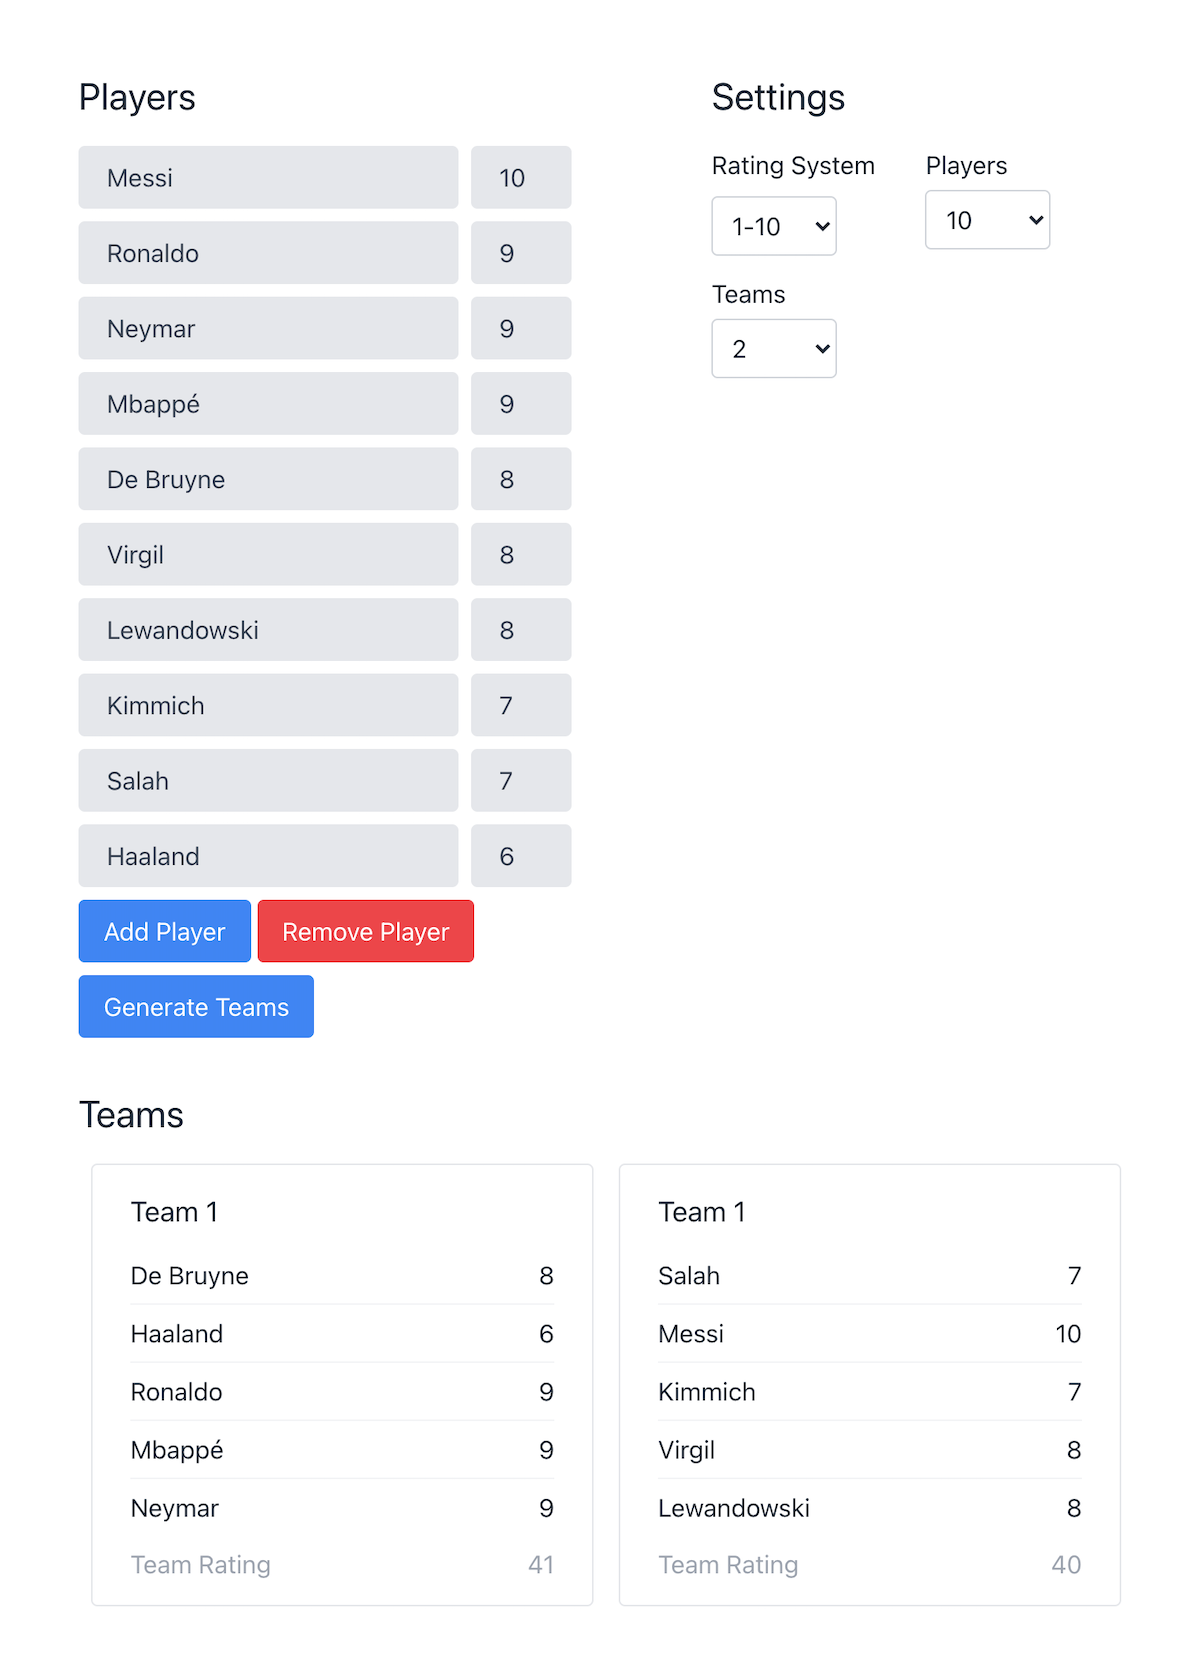 Players
Messi 10
Ronaldo 9
Neymar 9
Mbappé 9
De Bruyne 8
Virgil 8
Lewandowski 8
Kimmich 7
Salah 7
Haaland 6
Add Player Remove Player
Generate Teams
Settings
Rating System Players
1-10 10
Teams
2
Teams
Team 1
De Bruyne 8
Haaland 6
Ronaldo 9
Mbappé 9
Neymar 9
Team Rating 41
Team 1
Salah 7
Messi 10
Kimmich 7
Virgil 8
Lewandowski 8
Team Rating 40